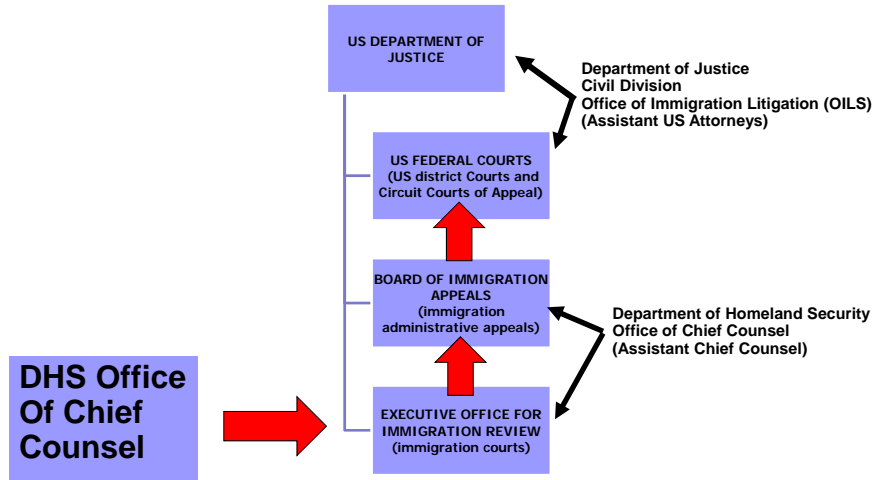 US DEPARTMENT OF
JUSTICE
Department of Justice
Civil Division
Office of Immigration Litigation (OILS)
(Assistant US Attorneys)
US FEDERAL COURTS
(US district Courts and
Circuit Courts of Appeal)
BOARD OF IMMIGRATION
APPEALS
(immigration
administrative appeals)
Department of Homeland Security
Office of Chief Counsel
(Assistant Chief Counsel)
DHS Office
Of Chief
Counsel
EXECUTIVE OFFICE FOR
IMMIGRATION REVIEW
(immigration courts)